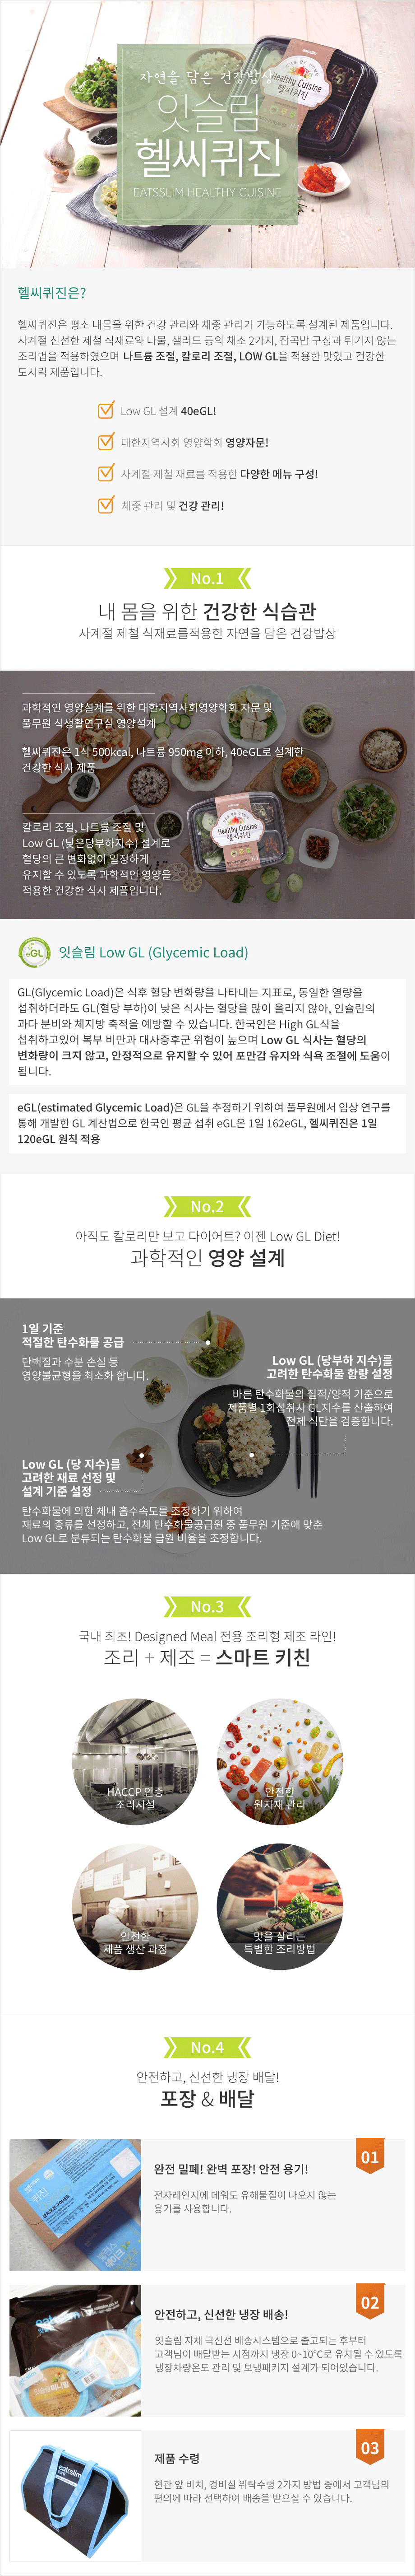 자연을 담은 건강밥상
잇슬림
헬씨퀴진
EATSSLIM HEALTHY CUISINE
Healthy Cuisine
헬씨퀴진
헬씨퀴진은?
헬씨퀴진은 평소 내몸을 위한 건강 관리와 체중 관리가 가능하도록 설계된 제품입니다.
사계절 신선한 제철 식재료와 나물, 샐러드 등의 채소 2가지, 잡곡밥 구성과 튀기지 않는
조리법을 적용하였으며 나트륨 조절, 칼로리 조절, LOW GL을 적용한 맛있고 건강한
도시락 제품입니다.
Low GL 설계 40eGL!
대한지역사회 영양학회 영양자문!
사계절 제철 재료를 적용한 다양한 메뉴 구성!
체중 관리 및 건강 관리!
No.1
내 몸을 위한 건강한 식습관
사계절 제철 식재료를적용한 자연을 담은 건강밥상
과학적인 영양설계를 위한 대한지역사회영양학회 자문 및
풀무원 식생활연구실 영양설계
헬씨퀴진은 1식 500kcal, 나트륨 950mg 이하, 40eGL로 설계한
건강한 식사 제품
Healthy Cuisine
헬씨퀴진
칼로리 조절, 나트륨 조절 및
Low GL (낮은당부하지수) 설계로
혈당의 큰 변화없이 일정하게
유지할 수 있도록 과학적인 영양을
적용한 건강한 식사 제품입니다.
eGL
잇슬림 Low GL (Glycemic Load)
GL(Glycemic Load)은 식후 혈당 변화량을 나타내는 지표로, 동일한 열량을
섭취하더라도 GL(혈당 부하)이 낮은 식사는 혈당을 많이 올리지 않아, 인슐린의
과다 분비와 체지방 축적을 예방할 수 있습니다. 한국인은 High GL식을
섭취하고있어 복부 비만과 대사증후군 위험이 높으며 Low GL 식사는 혈당의
변화량이 크지 않고, 안정적으로 유지할 수 있어 포만감 유지와 식욕 조절에 도움이
됩니다.
eGL(estimated Glycemic Load)은 GL을 추정하기 위하여 풀무원에서 임상 연구를
통해 개발한 GL 계산법으로 한국인 평균 섭취 eGL은 1일 162eGL, 헬씨퀴진은 1일
120eGL 원칙 적용
No.2
아직도 칼로리만 보고 다이어트? 이젠 Low GL Diet!
과학적인 영양 설계
1일 기준
적절한 탄수화물 공급
단백질과 수분 손실 등
영양불균형을 최소화 합니다.
Low GL (당부하 지수)를
고려한 탄수화물 함량 설정
바른 탄수화물의 질적/양적 기준으로
제품별 1회섭취시 GL지수를 산출하여
전체 식단을 검증합니다.
Low GL (당 지수)를
고려한 재료 선정 및
설계 기준 설정
탄수화물에 의한 체내 흡수속도를 조정하기 위하여
재료의 종류를 선정하고, 전체 탄수화물공급원 중 풀무원 기준에 맞춘
Low GL로 분류되는 탄수화물 급원 비율을 조정합니다.
No.3
국내 최초! Designed Meal 전용 조리형 제조 라인!
조리 + 제조 = 스마트 키친
HACCP 인증
조리시설
안전한
원자재 관리
안전한
제품 생산 과정
맛을 살리는
특별한 조리방법
No.4
안전하고, 신선한 냉장 배달!
포장 & 배달
퀴진
01
완전 밀폐! 완벽 포장! 안전 용기!
전자레인지에 데워도 유해물질이 나오지 않는
용기를 사용합니다.
eatsslim
02
안전하고, 신선한 냉장 배송!
잇슬림 자체 극신선 배송시스템으로 출고되는 후부터
고객님이 배달받는 시점까지 냉장 0~10℃로 유지될 수 있도록
냉장차량온도 관리 및 보냉패키지 설계가 되어있습니다.
eatsslim
03
제품 수령
현관 앞 비치, 경비실 위탁수령 2가지 방법 중에서 고객님의
편의에 따라 선택하여 배송을 받으실 수 있습니다.